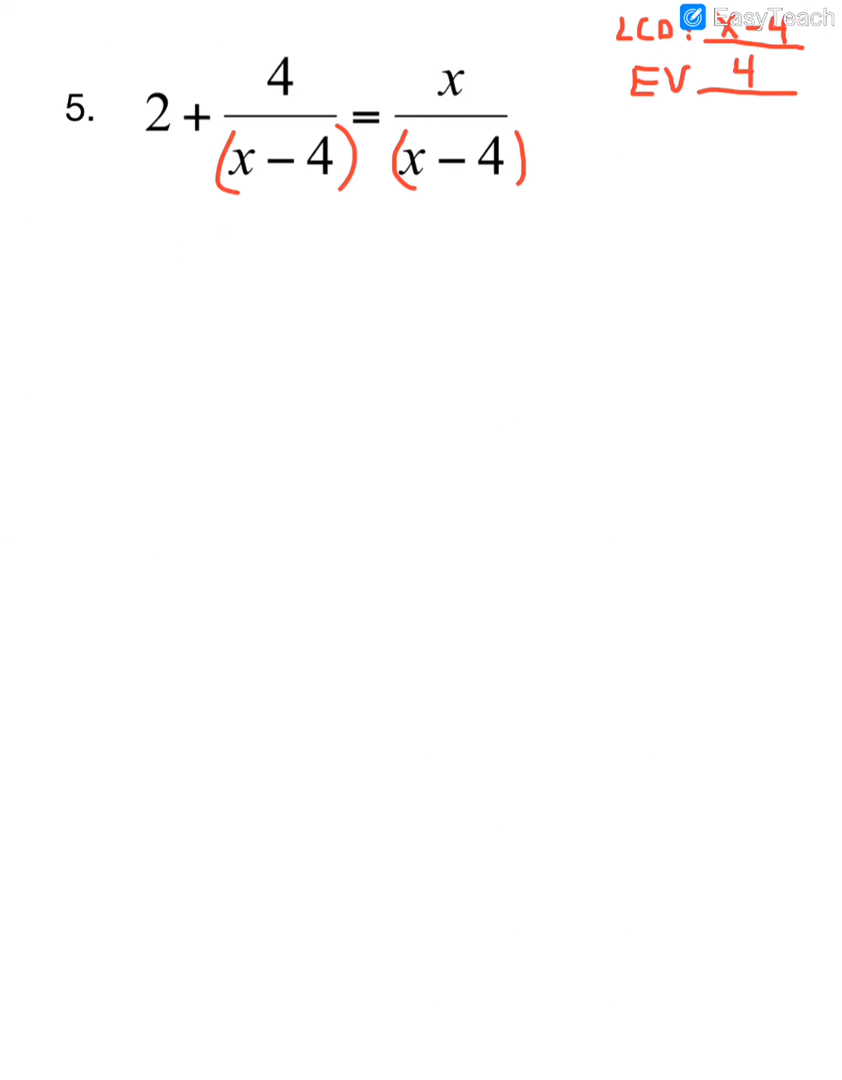 LCD: x-4
EasyTeach
EV 4
5. 2 + 4/(x − 4) = x/(x − 4)